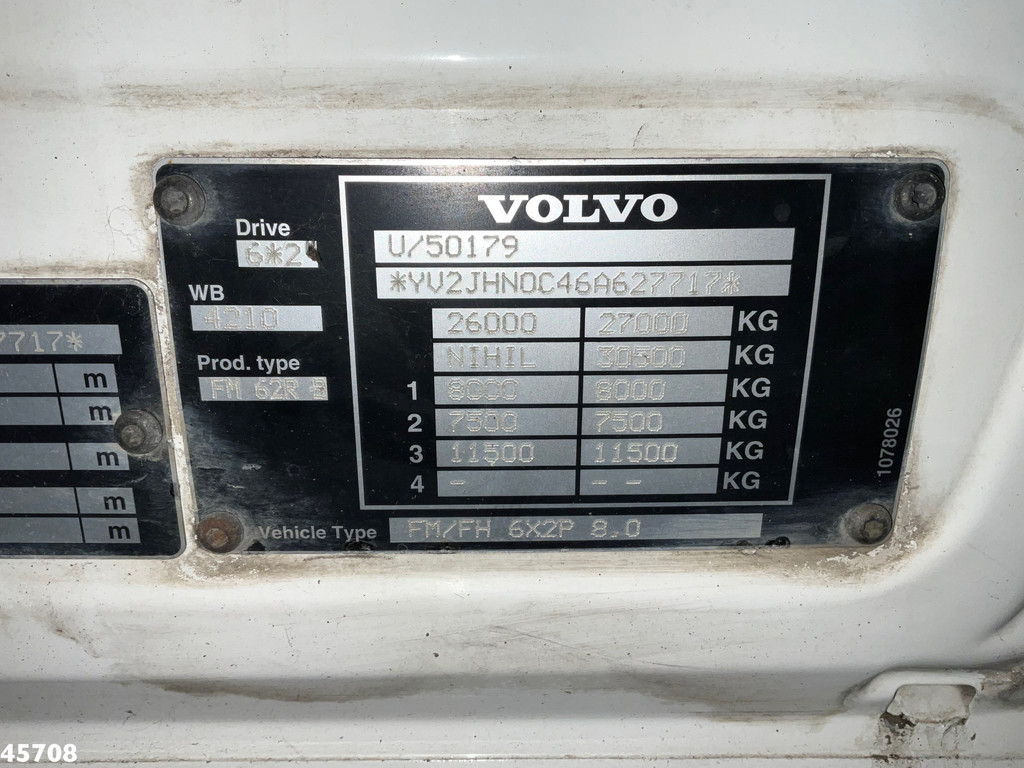 VOLVO
Drive
6*2
U/50179
*YV2JHN0C46A627717*
WB
4210
26000 27000 KG
NIHIL 30500 KG
Prod. type
FM 62R B
1 8000 8000 KG
2 7500 7500 KG
3 11500 11500 KG
4 - -- KG
1078026
Vehicle Type FM/FH 6X2P 8.0
7717*
m
m
m
m
m
45708